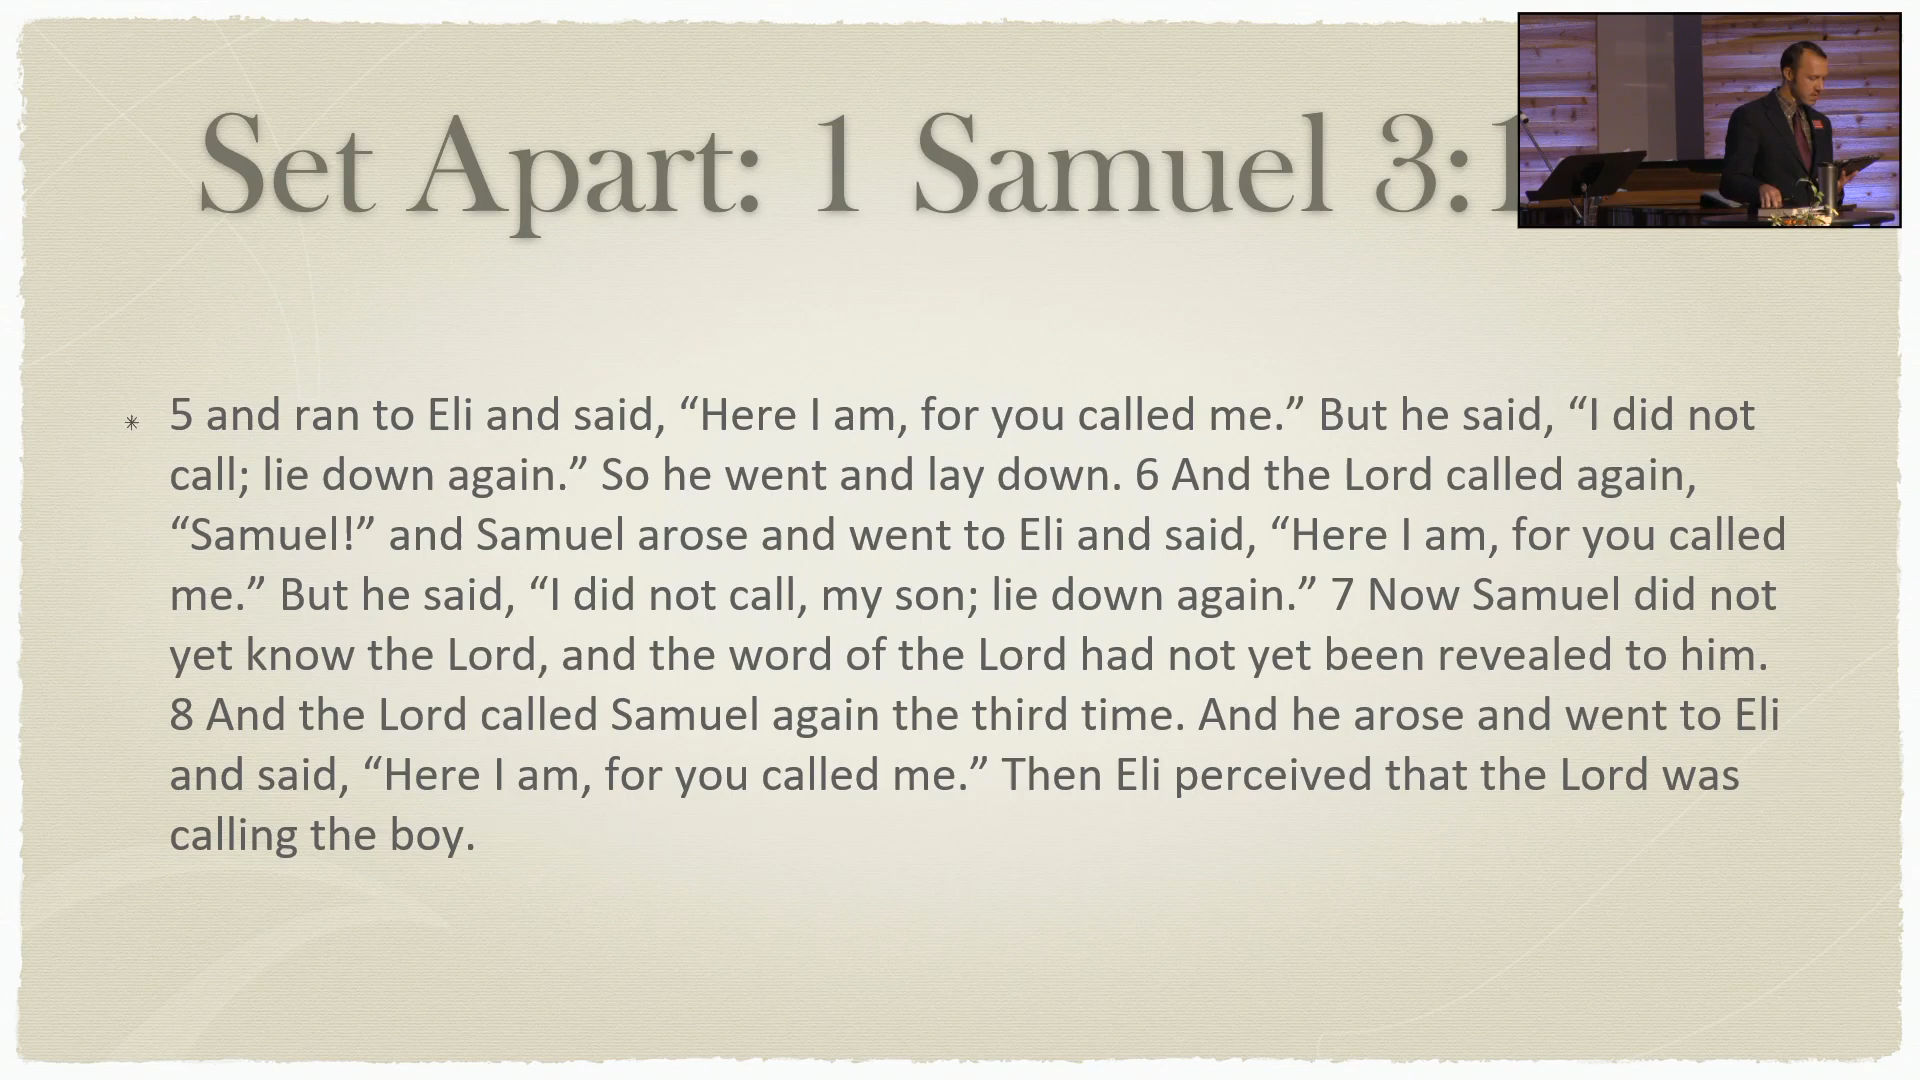 Set Apart: 1 Samuel 3:1
* 5 and ran to Eli and said, “Here I am, for you called me.” But he said, “I did not
call; lie down again.” So he went and lay down. 6 And the Lord called again,
“Samuel!” and Samuel arose and went to Eli and said, “Here I am, for you called
me.” But he said, “I did not call, my son; lie down again.” 7 Now Samuel did not
yet know the Lord, and the word of the Lord had not yet been revealed to him.
8 And the Lord called Samuel again the third time. And he arose and went to Eli
and said, “Here I am, for you called me.” Then Eli perceived that the Lord was
calling the boy.